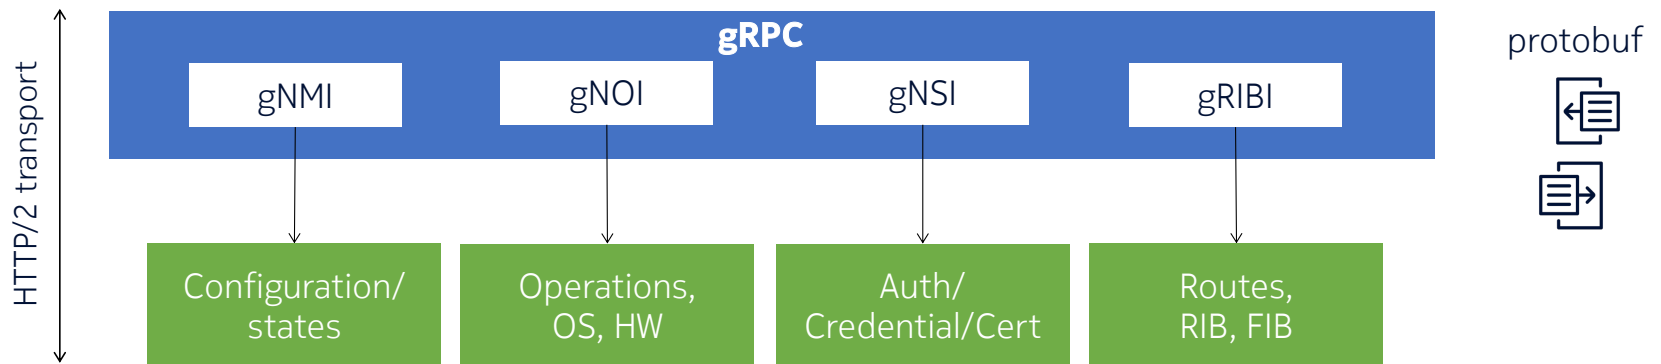 HTTP/2 transport
gRPC
gNMI
gNOI
gNSI
gRIBI
protobuf
Configuration/
states
Operations,
OS, HW
Auth/
Credential/Cert
Routes,
RIB, FIB